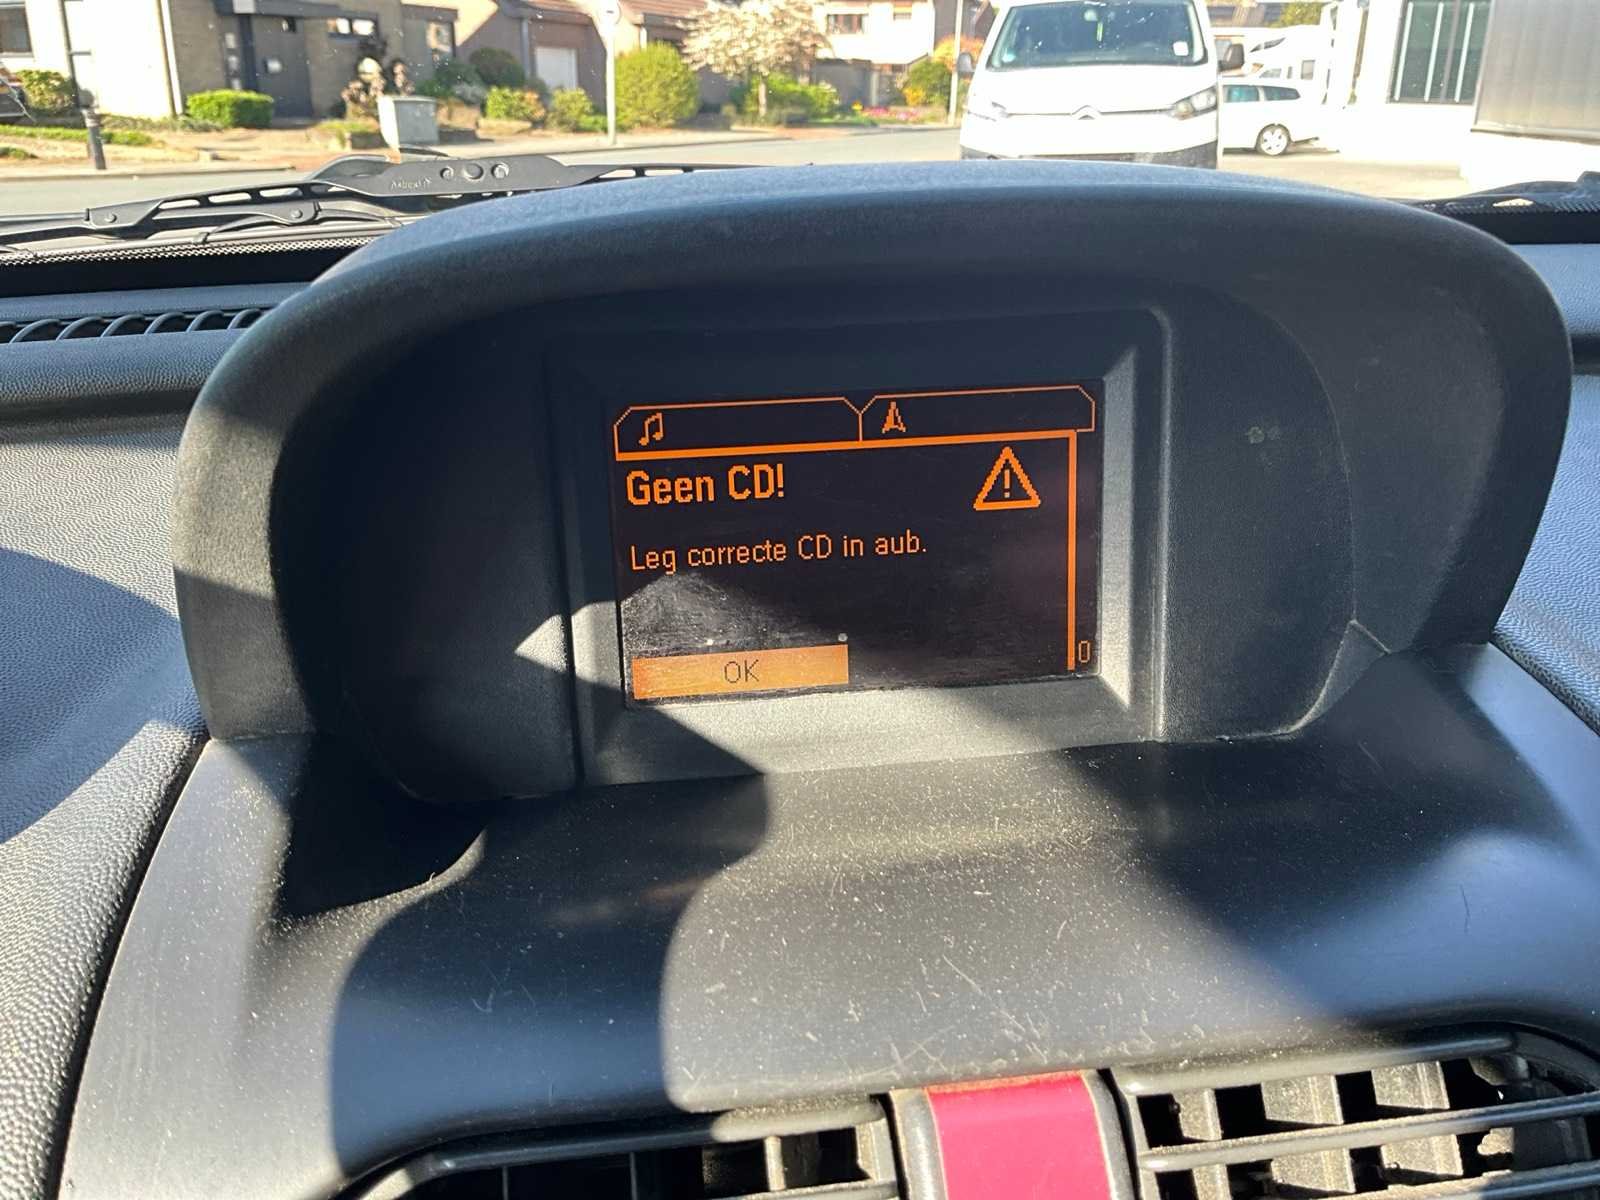 Geen CD!
Leg correcte CD in aub.
OK
0